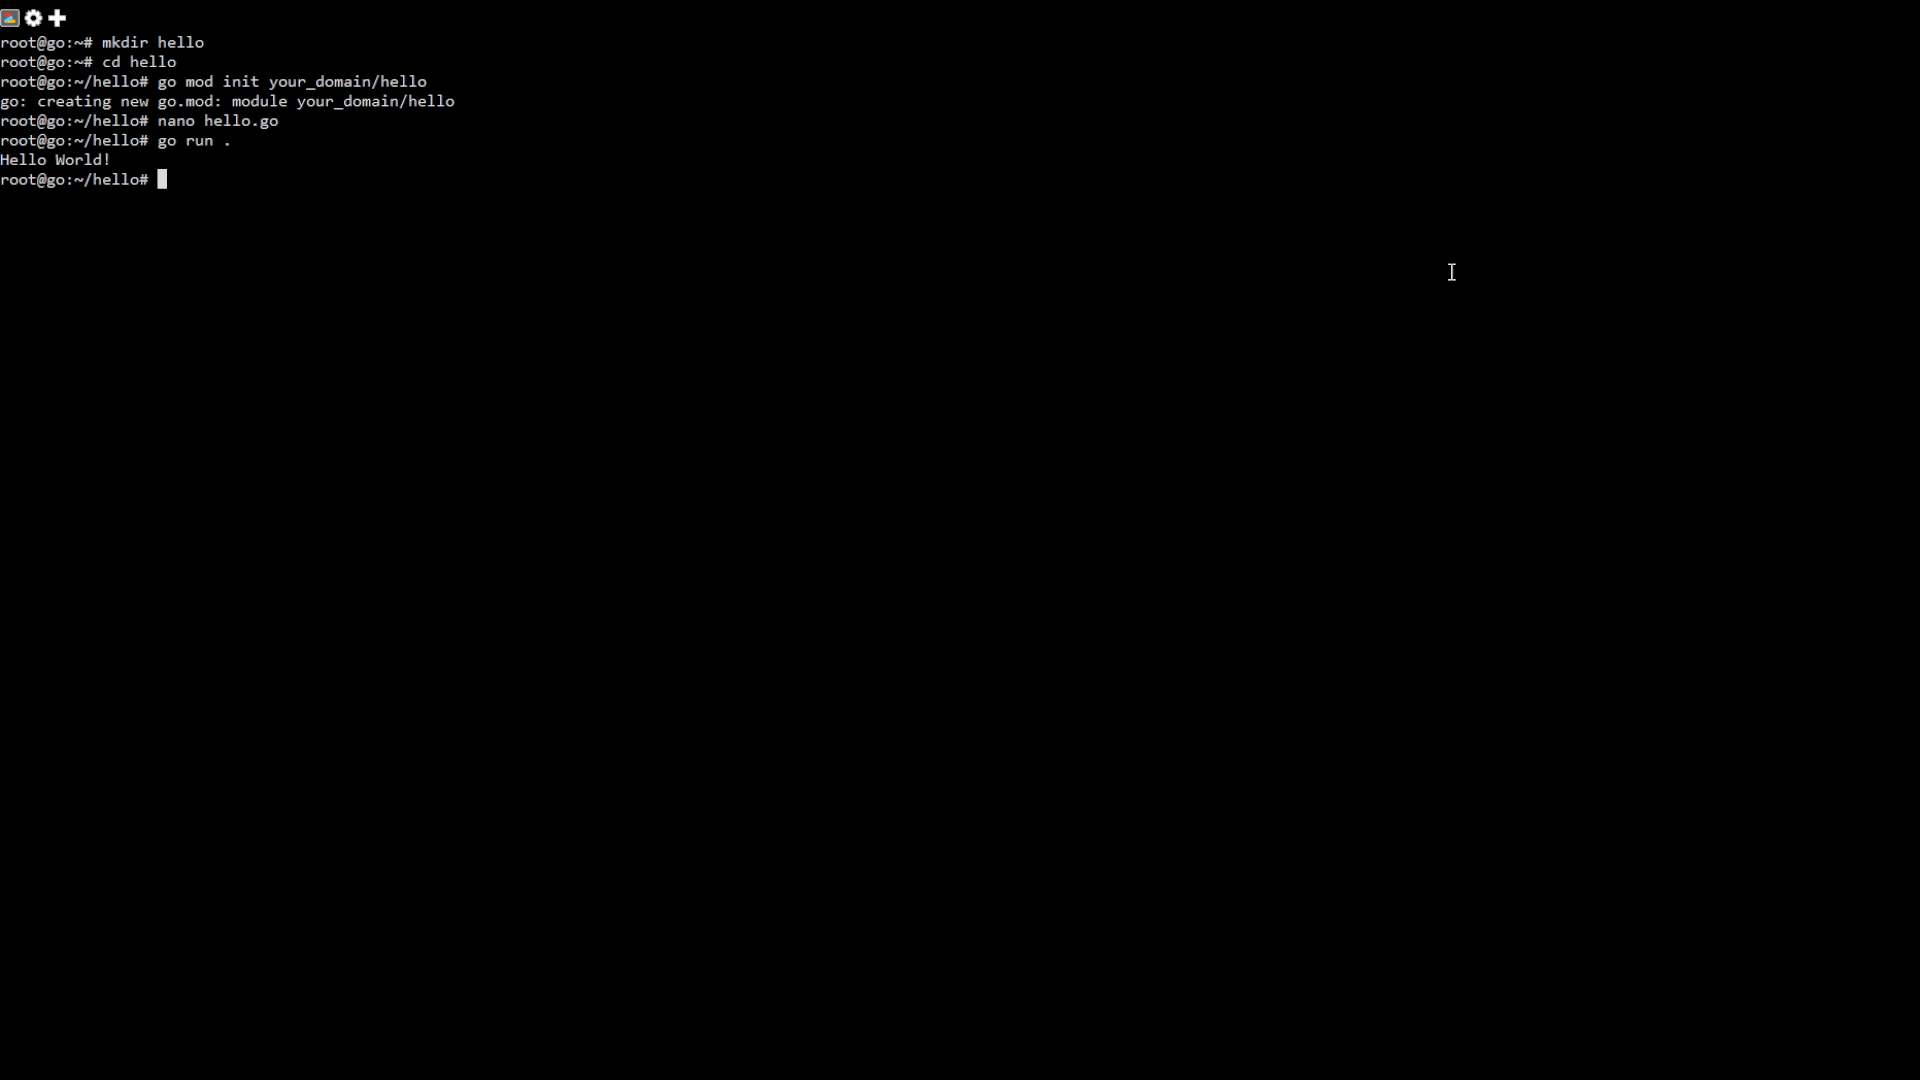 root@go:~# mkdir hello
root@go:~# cd hello
root@go:~/hello# go mod init your_domain/hello
go: creating new go.mod: module your_domain/hello
root@go:~/hello# nano hello.go
root@go:~/hello# go run .
Hello World!
root@go:~/hello#